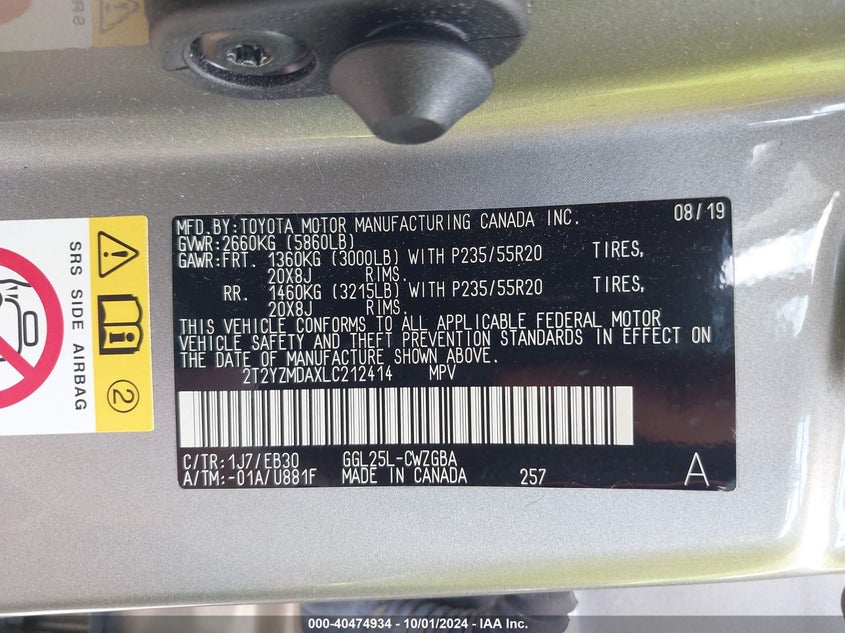 MFD. BY: TOYOTA MOTOR MANUFACTURING CANADA INC. 08/19
GVWR: 2660KG (5860LB)
GAWR: FRT. 1360KG (3000LB) WITH P235/55R20 TIRES,
20X8J RIMS.
RR. 1460KG (3215LB) WITH P235/55R20 TIRES,
20X8J RIMS.
THIS VEHICLE CONFORMS TO ALL APPLICABLE FEDERAL MOTOR
VEHICLE SAFETY AND THEFT PREVENTION STANDARDS IN EFFECT ON
THE DATE OF MANUFACTURE SHOWN ABOVE.
2T2YZMDAXLC212414 MPV
C/TR: 1J7/EB30 GGL25L-CWZGBA
A/TM: -01A/U881F MADE IN CANADA 257 A
SRS SIDE AIRBAG
2
000-40474934 - 10/01/2024 - IAA Inc.